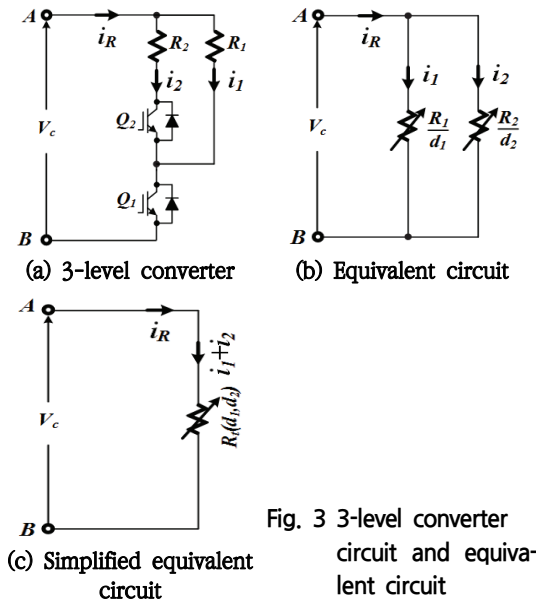 A
i_R
R_2
R_1
i_2
i_1
Q_2
V_c
Q_1
B
(a) 3-level converter
A
i_R
i_1
i_2
V_c
R_1
d_1
R_2
d_2
B
(b) Equivalent circuit
A
i_R
i_1+i_2
V_c
R_t(d_1,d_2)
B
(c) Simplified equivalent
circuit
Fig. 3 3-level converter
circuit and equiva-
lent circuit